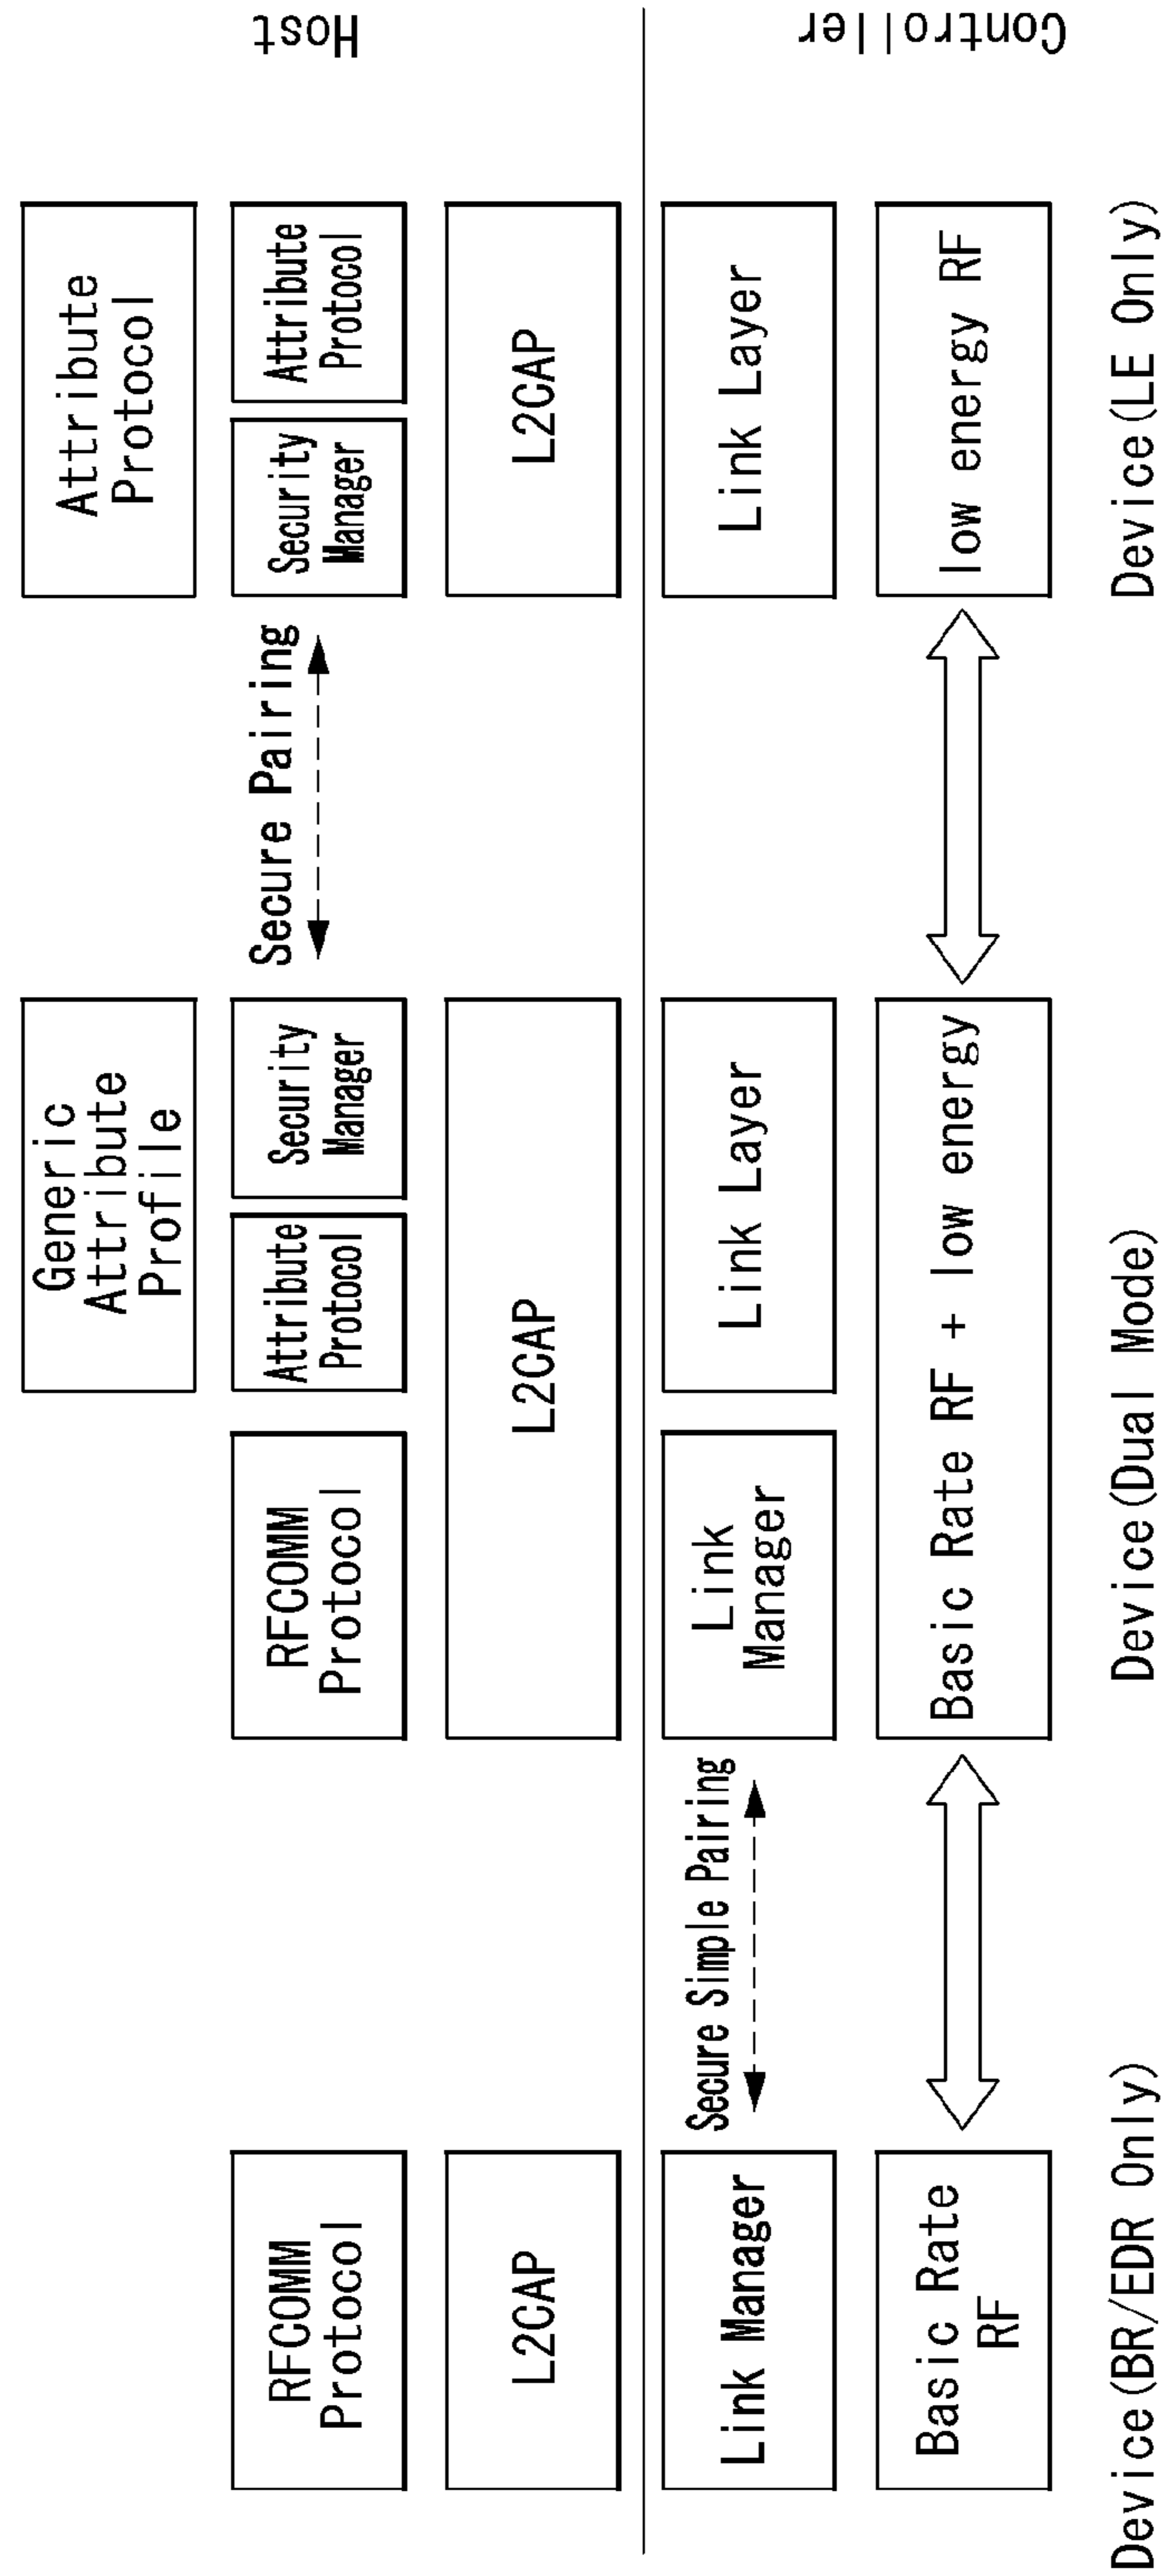 Generic
Attribute
Profile
Attribute
Protocol
RFCOMM
Protocol
RFCOMM
Protocol
Attribute
Protocol
Security
Manager
Secure Pairing
Security
Manager
Attribute
Protocol
Host
L2CAP
L2CAP
L2CAP
Link Manager
Secure Simple Pairing
Link
Manager
Link Layer
Link Layer
Controller
Basic Rate
RF
Basic Rate RF + low energy
low energy RF
Device(BR/EDR Only)
Device(Dual Mode)
Device(LE Only)